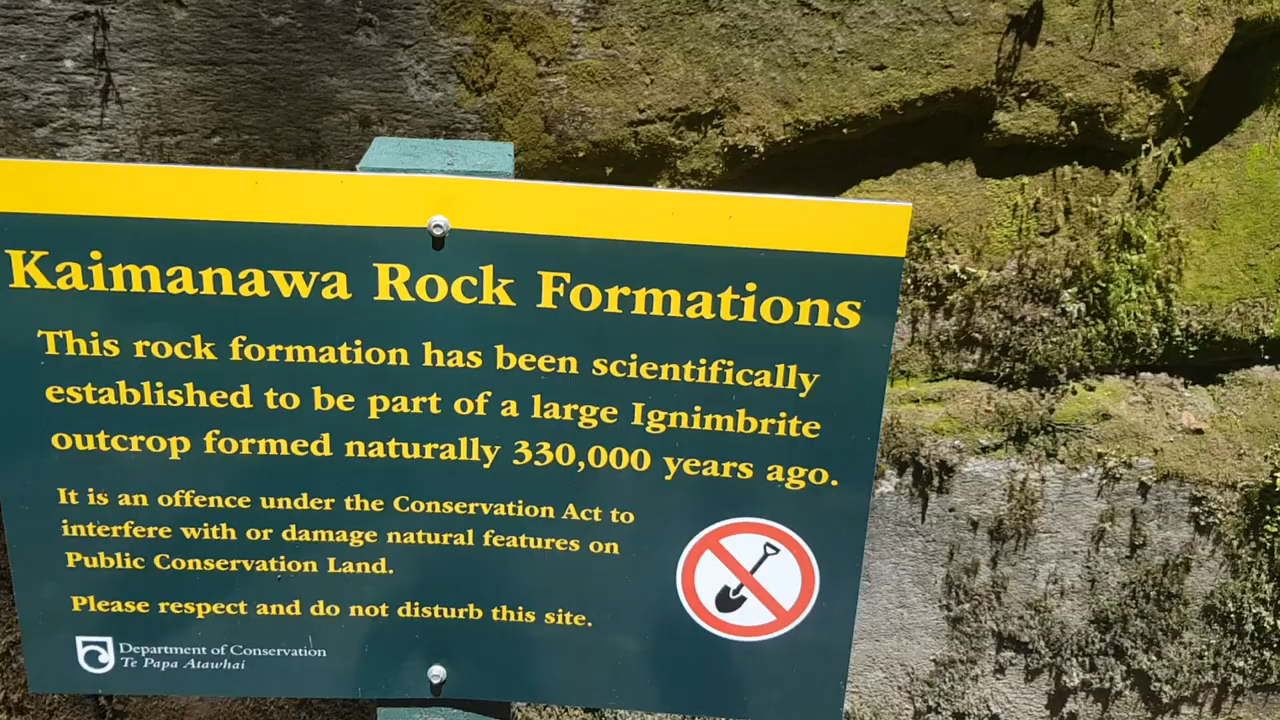 Kaimanawa Rock Formations
This rock formation has been scientifically
established to be part of a large Ignimbrite
outcrop formed naturally 330,000 years ago.
It is an offence under the Conservation Act to
interfere with or damage natural features on
Public Conservation Land.
Please respect and do not disturb this site.
Department of Conservation
Te Papa Atawhai